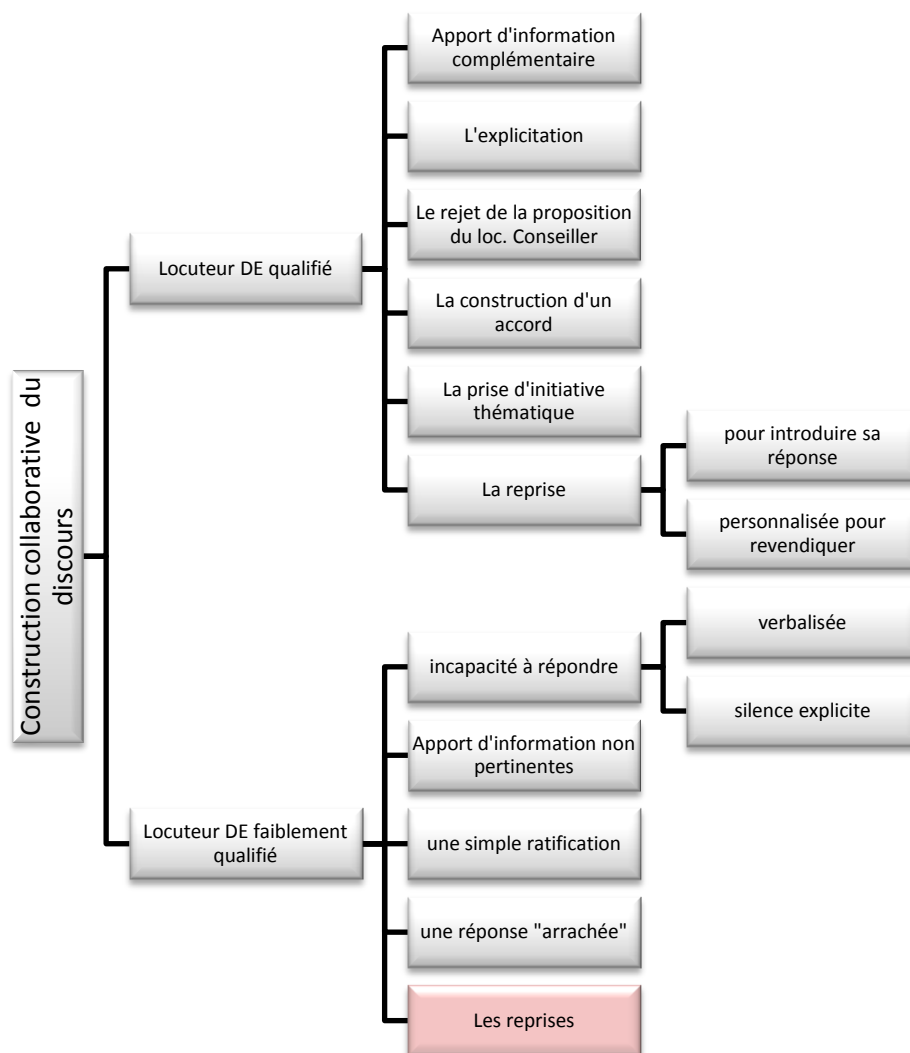 Construction collaborative du
discours
Locuteur DE qualifié
Apport d'information
complémentaire
L'explicitation
Le rejet de la proposition
du loc. Conseiller
La construction d'un
accord
La prise d'initiative
thématique
La reprise
pour introduire sa
réponse
personnalisée pour
revendiquer
Locuteur DE faiblement
qualifié
incapacité à répondre
verbalisée
silence explicite
Apport d'information non
pertinentes
une simple ratification
une réponse "arrachée"
Les reprises